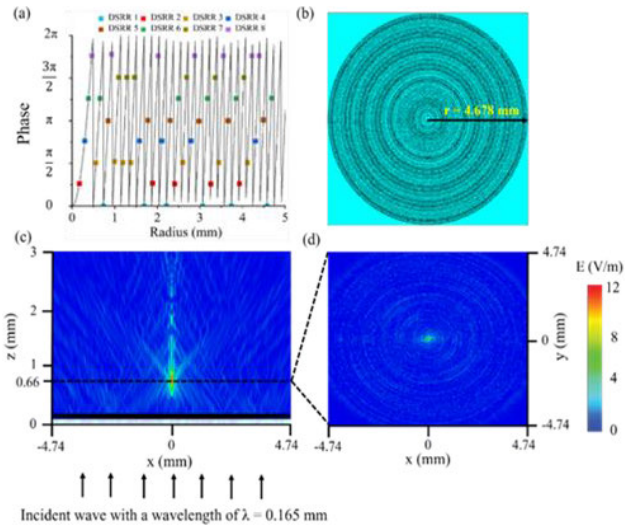 (a)
DSRR 1 DSRR 2 DSRR 3 DSRR 4
DSRR 5 DSRR 6 DSRR 7 DSRR 8
2π
3π
2
π
π
2
0
Phase
0 1 2 3 4 5
Radius (mm)
(b)
r = 4.678 mm
(c)
3
2
1
0.66
0
z (mm)
-4.74 0 4.74
x (mm)
(d)
4.74
0
-4.74
y (mm)
-4.74 0 4.74
x (mm)
E (V/m)
12
8
4
0
Incident wave with a wavelength of λ = 0.165 mm